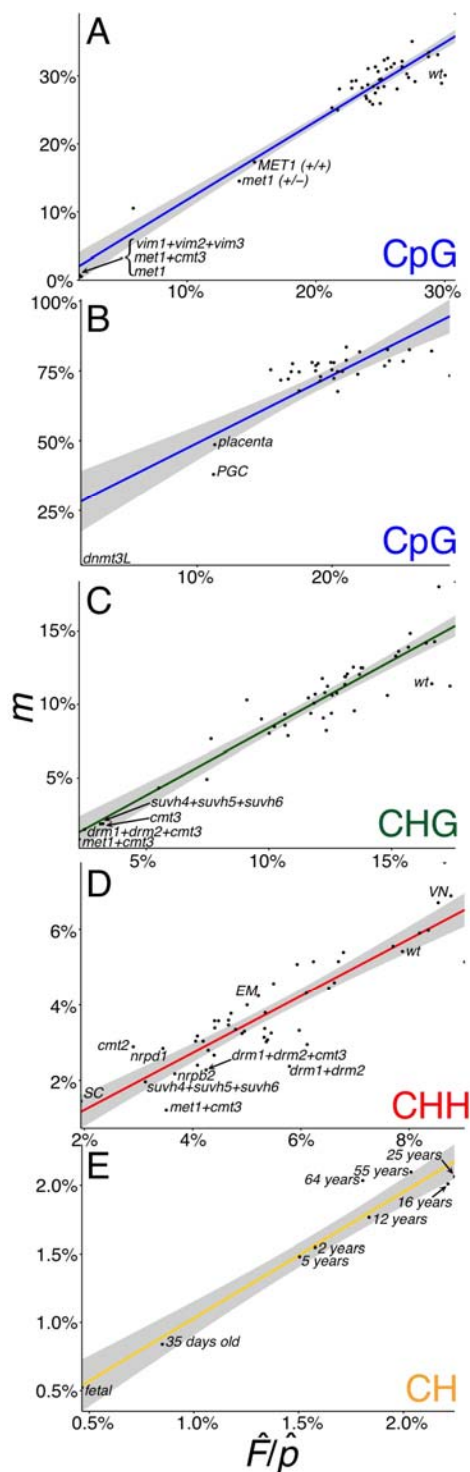 A
30%
20%
10%
0%
wt
MET1 (+/+)
met1 (+/−)
vim1+vim2+vim3
met1+cmt3
met1
CpG
10%
20%
30%
B
100%
75%
50%
25%
placenta
PGC
dnmt3L
CpG
10%
20%
C
15%
10%
5%
wt
suvh4+suvh5+suvh6
cmt3
drm1+drm2+cmt3
met1+cmt3
CHG
5%
10%
15%
m
D
6%
4%
2%
VN
wt
EM
cmt2
nrpd1
drm1+drm2+cmt3
drm1+drm2
nrpb2
SC
suvh4+suvh5+suvh6
met1+cmt3
CHH
2%
4%
6%
8%
E
2.0%
1.5%
1.0%
0.5%
25 years
55 years
64 years
16 years
12 years
2 years
5 years
35 days old
fetal
CH
0.5%
1.0%
1.5%
2.0%
F̂/p̂